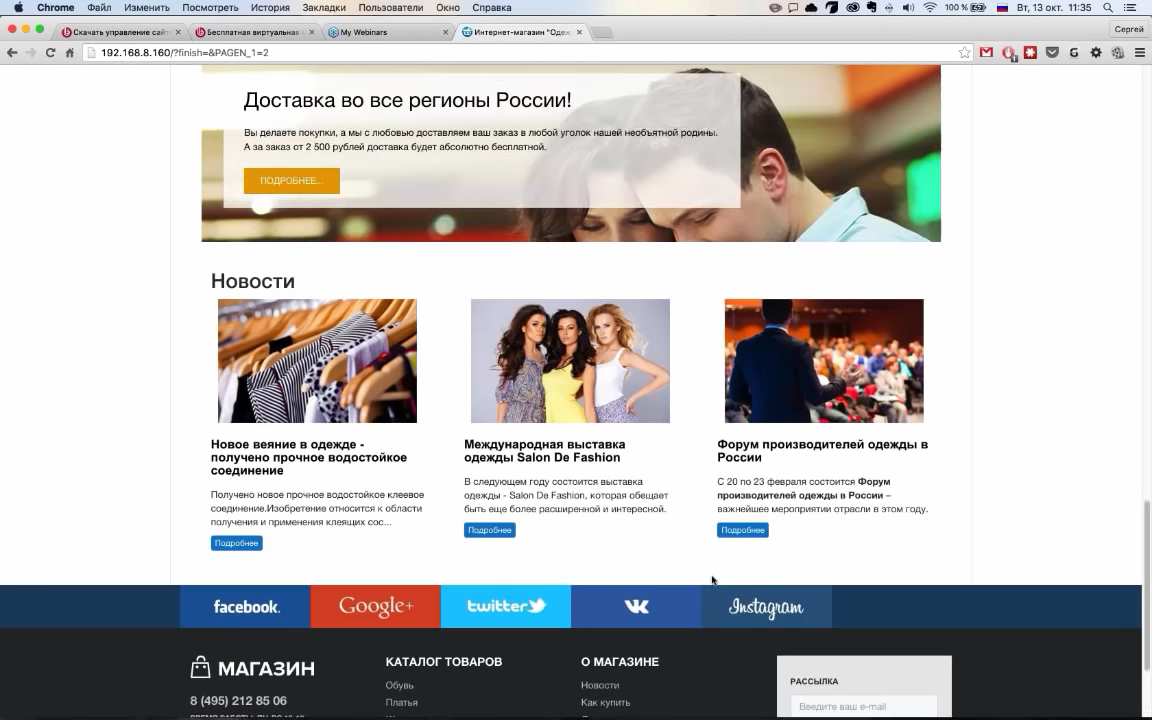 Chrome Файл Изменить Посмотреть История Закладки Пользователи Окно Справка 100 % Вт, 13 окт. 11:35
Скачать управление сайт Бесплатная виртуальная My Webinars Интернет-магазин "Одеж Сергей
192.168.8.160/?finish=&PAGEN_1=2
Доставка во все регионы России!
Вы делаете покупки, а мы с любовью доставляем ваш заказ в любой уголок нашей необъятной родины.
А за заказ от 2 500 рублей доставка будет абсолютно бесплатной.
ПОДРОБНЕЕ...
Новости
Новое веяние в одежде -
получено прочное водостойкое
соединение
Получено новое прочное водостойкое клеевое
соединение.Изобретение относится к области
получения и применения клеящих сос...
Подробнее
Международная выставка
одежды Salon De Fashion
В следующем году состоится выставка
одежды - Salon De Fashion, которая обещает
быть еще более расширенной и интересной.
Подробнее
Форум производителей одежды в
России
С 20 по 23 февраля состоится Форум
производителей одежды в России –
важнейшее мероприятии отрасли в этом году.
Подробнее
facebook. Google+ twitter Instagram
МАГАЗИН
8 (495) 212 85 06
КАТАЛОГ ТОВАРОВ
Обувь
Платья
О МАГАЗИНЕ
Новости
Как купить
РАССЫЛКА
Введите ваш e-mail